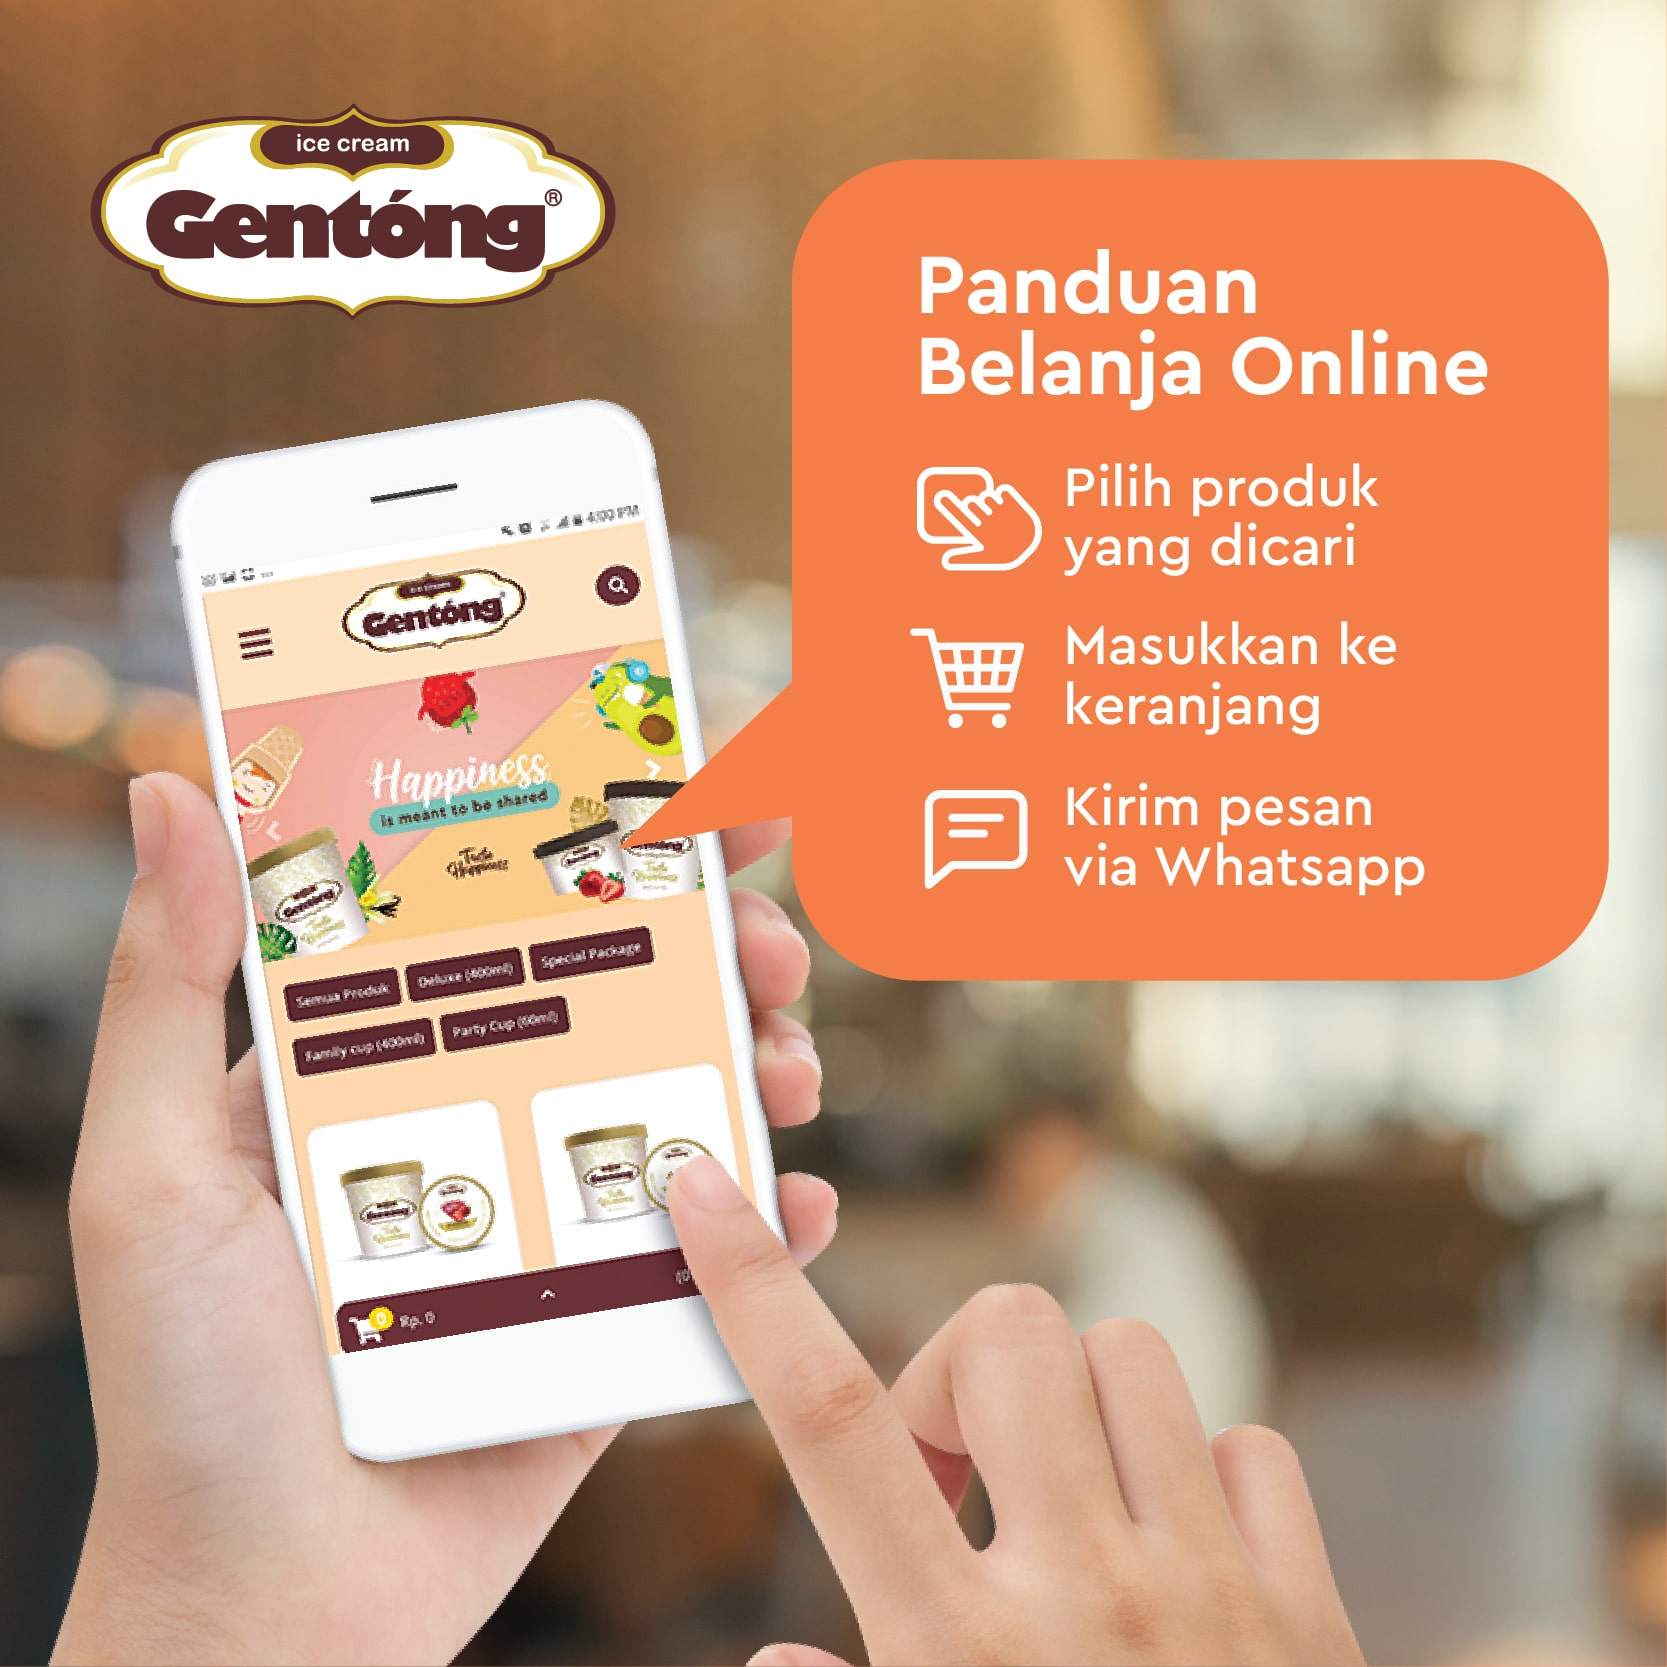 ice cream
Gentóng®
Panduan
Belanja Online
Pilih produk
yang dicari
Masukkan ke
keranjang
Kirim pesan
via Whatsapp
4:00 PM
Gentóng
Happiness
is meant to be shared
Taste
Happiness
Gentóng
Semua Produk
Deluxe (400ml)
Special Package
Family cup (400ml)
Party Cup (60ml)
0
Rp. 0